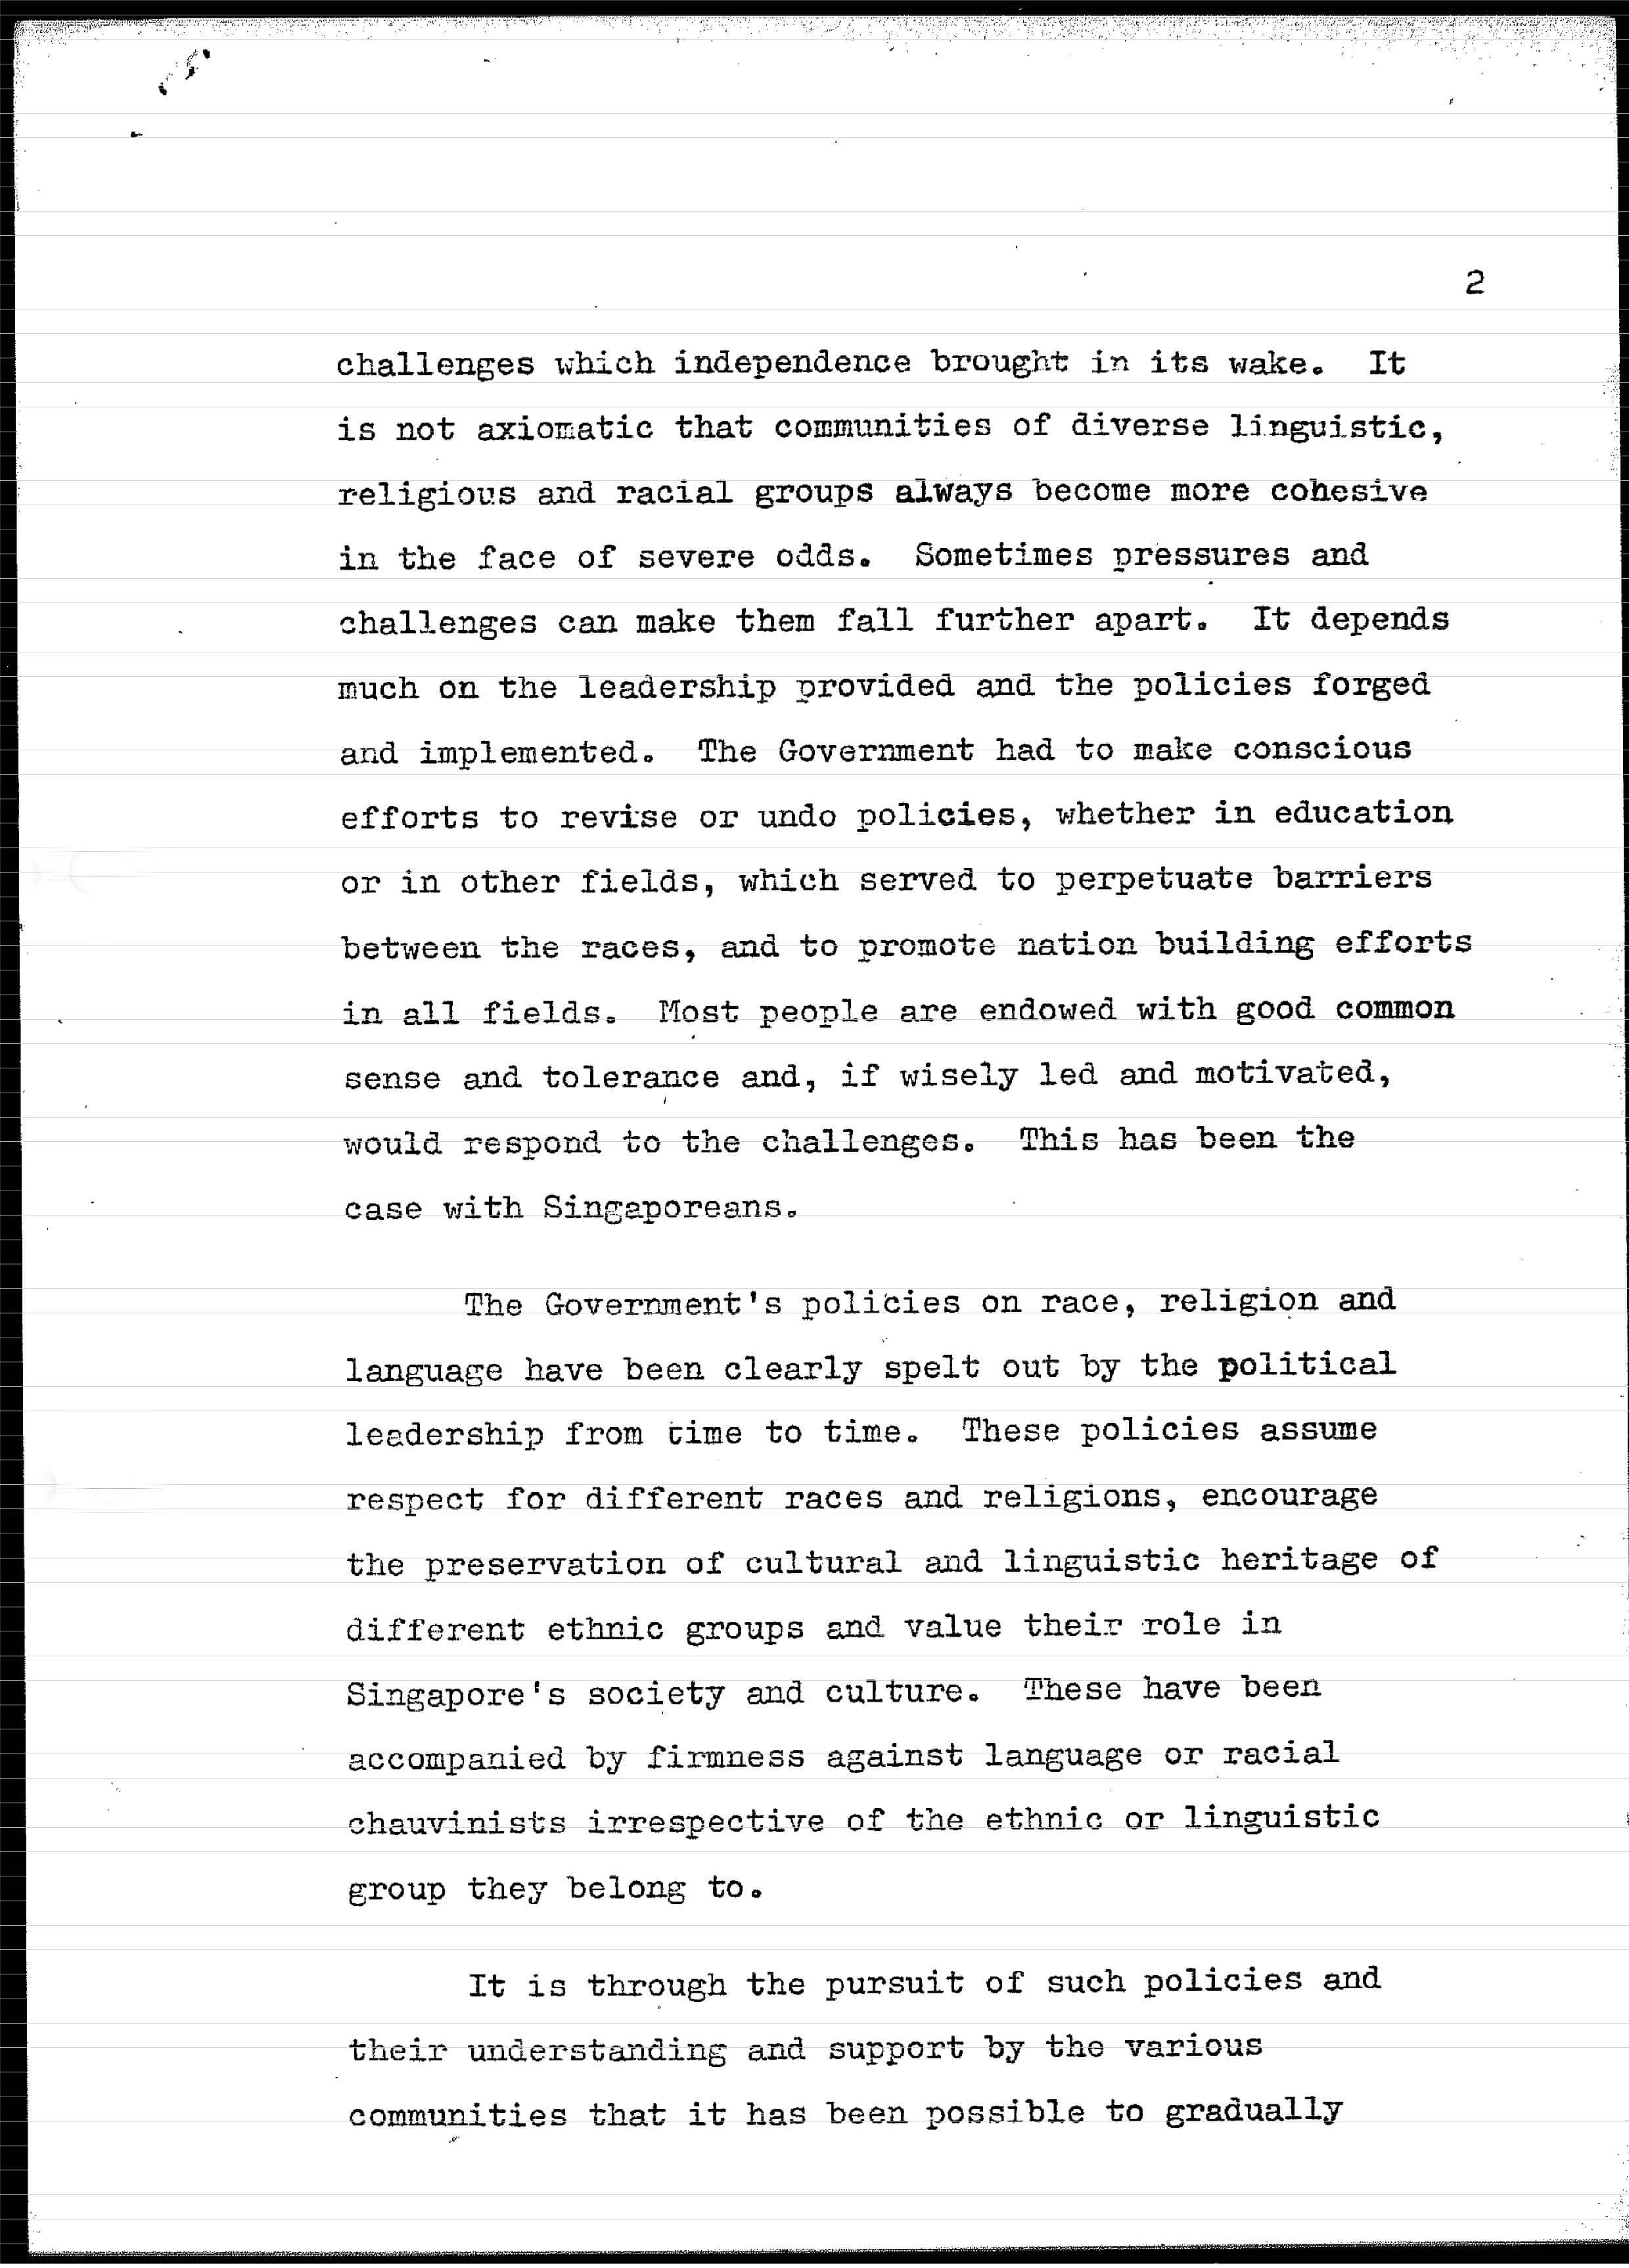 2
challenges which independence brought in its wake. It
is not axiomatic that communities of diverse linguistic,
religious and racial groups always become more cohesive
in the face of severe odds. Sometimes pressures and
challenges can make them fall further apart. It depends
much on the leadership provided and the policies forged
and implemented. The Government had to make conscious
efforts to revise or undo policies, whether in education
or in other fields, which served to perpetuate barriers
between the races, and to promote nation building efforts
in all fields. Most people are endowed with good common
sense and tolerance and, if wisely led and motivated,
would respond to the challenges. This has been the
case with Singaporeans.
The Government's policies on race, religion and
language have been clearly spelt out by the political
leadership from time to time. These policies assume
respect for different races and religions, encourage
the preservation of cultural and linguistic heritage of
different ethnic groups and value their role in
Singapore's society and culture. These have been
accompanied by firmness against language or racial
chauvinists irrespective of the ethnic or linguistic
group they belong to.
It is through the pursuit of such policies and
their understanding and support by the various
communities that it has been possible to gradually